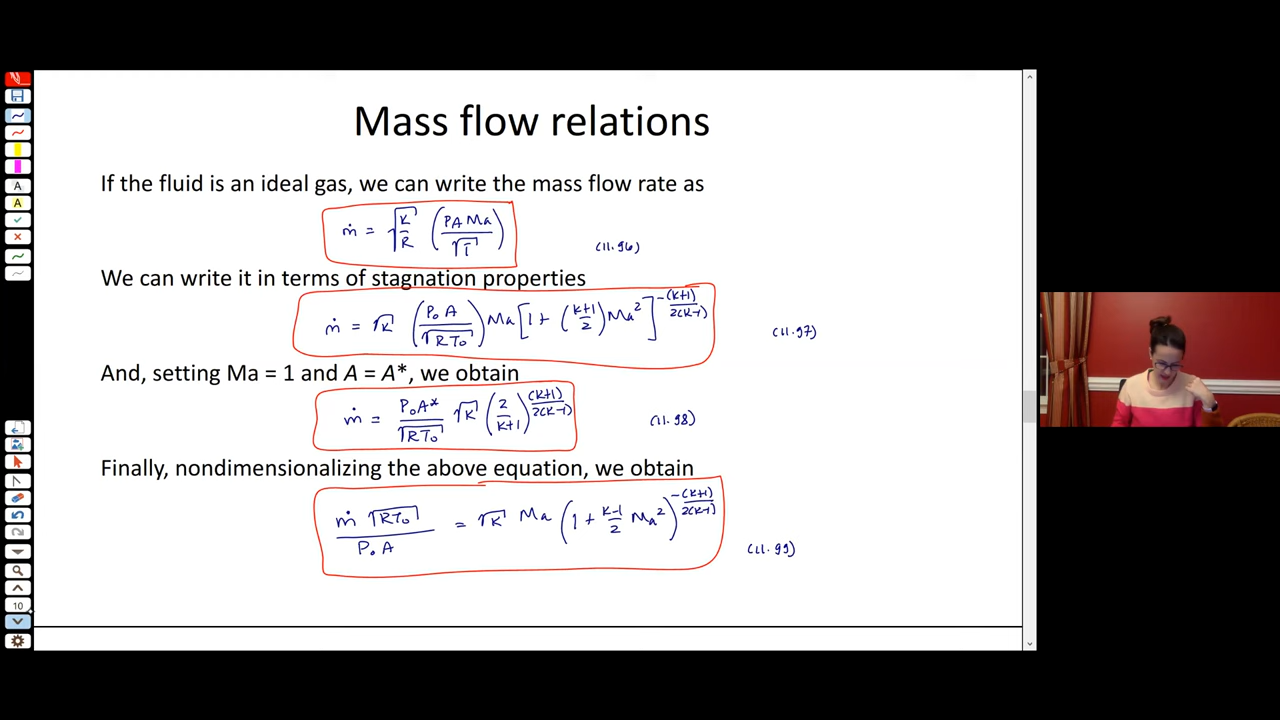 Mass flow relations
If the fluid is an ideal gas, we can write the mass flow rate as
ṁ = √(K/R) (PA Ma / √T) (11.96)
We can write it in terms of stagnation properties
ṁ = √K (P₀A / √(RT₀)) Ma [1 + ((K+1)/2) Ma²]^(-(K+1)/2(K-1)) (11.97)
And, setting Ma = 1 and A = A*, we obtain
ṁ = P₀A* / √(RT₀) √K (2/(K+1))^((K+1)/2(K-1)) (11.98)
Finally, nondimensionalizing the above equation, we obtain
ṁ √(RT₀) / P₀A = √K Ma (1 + (K-1)/2 Ma²)^(-(K+1)/2(K-1)) (11.99)
A
A
10